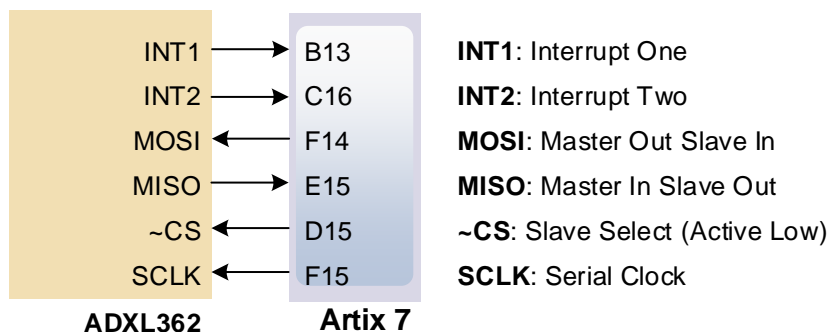 INT1 B13 INT1: Interrupt One
INT2 C16 INT2: Interrupt Two
MOSI F14 MOSI: Master Out Slave In
MISO E15 MISO: Master In Slave Out
~CS D15 ~CS: Slave Select (Active Low)
SCLK F15 SCLK: Serial Clock
ADXL362 Artix 7